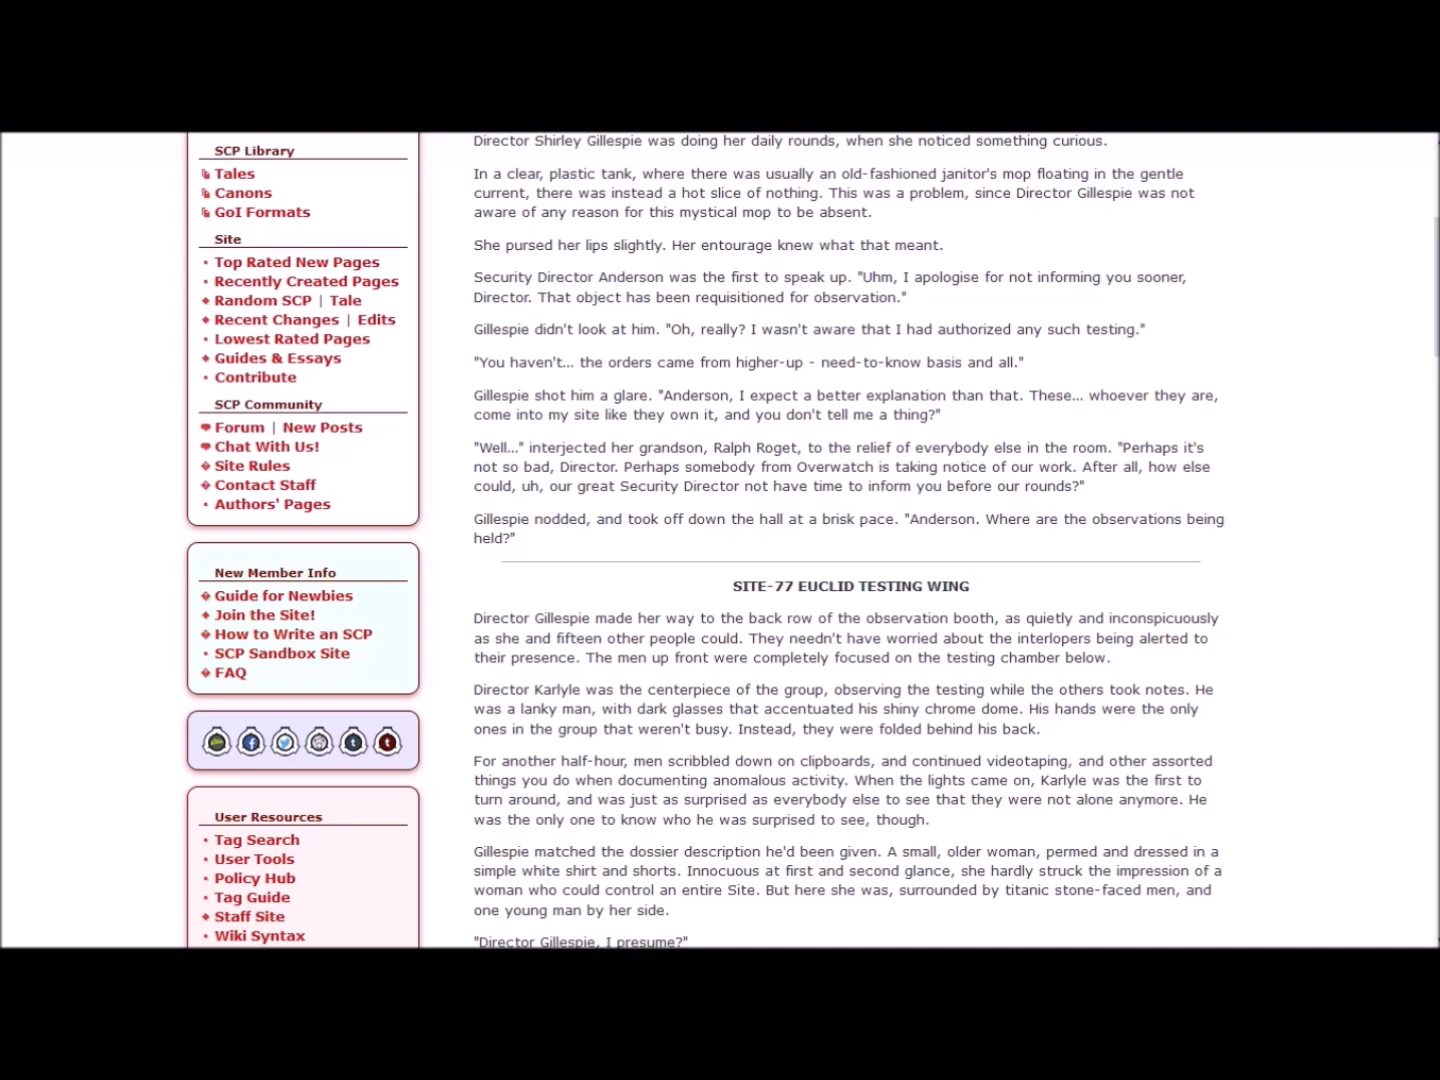 SCP Library
Tales
Canons
GoI Formats
Site
Top Rated New Pages
Recently Created Pages
Random SCP | Tale
Recent Changes | Edits
Lowest Rated Pages
Guides & Essays
Contribute
SCP Community
Forum | New Posts
Chat With Us!
Site Rules
Contact Staff
Authors' Pages
New Member Info
Guide for Newbies
Join the Site!
How to Write an SCP
SCP Sandbox Site
FAQ
User Resources
Tag Search
User Tools
Policy Hub
Tag Guide
Staff Site
Wiki Syntax
Director Shirley Gillespie was doing her daily rounds, when she noticed something curious.
In a clear, plastic tank, where there was usually an old-fashioned janitor's mop floating in the gentle
current, there was instead a hot slice of nothing. This was a problem, since Director Gillespie was not
aware of any reason for this mystical mop to be absent.
She pursed her lips slightly. Her entourage knew what that meant.
Security Director Anderson was the first to speak up. "Uhm, I apologise for not informing you sooner,
Director. That object has been requisitioned for observation."
Gillespie didn't look at him. "Oh, really? I wasn't aware that I had authorized any such testing."
"You haven't... the orders came from higher-up - need-to-know basis and all."
Gillespie shot him a glare. "Anderson, I expect a better explanation than that. These... whoever they are,
come into my site like they own it, and you don't tell me a thing?"
"Well..." interjected her grandson, Ralph Roget, to the relief of everybody else in the room. "Perhaps it's
not so bad, Director. Perhaps somebody from Overwatch is taking notice of our work. After all, how else
could, uh, our great Security Director not have time to inform you before our rounds?"
Gillespie nodded, and took off down the hall at a brisk pace. "Anderson. Where are the observations being
held?"
SITE-77 EUCLID TESTING WING
Director Gillespie made her way to the back row of the observation booth, as quietly and inconspicuously
as she and fifteen other people could. They needn't have worried about the interlopers being alerted to
their presence. The men up front were completely focused on the testing chamber below.
Director Karlyle was the centerpiece of the group, observing the testing while the others took notes. He
was a lanky man, with dark glasses that accentuated his shiny chrome dome. His hands were the only
ones in the group that weren't busy. Instead, they were folded behind his back.
For another half-hour, men scribbled down on clipboards, and continued videotaping, and other assorted
things you do when documenting anomalous activity. When the lights came on, Karlyle was the first to
turn around, and was just as surprised as everybody else to see that they were not alone anymore. He
was the only one to know who he was surprised to see, though.
Gillespie matched the dossier description he'd been given. A small, older woman, permed and dressed in a
simple white shirt and shorts. Innocuous at first and second glance, she hardly struck the impression of a
woman who could control an entire Site. But here she was, surrounded by titanic stone-faced men, and
one young man by her side.
"Director Gillespie, I presume?"